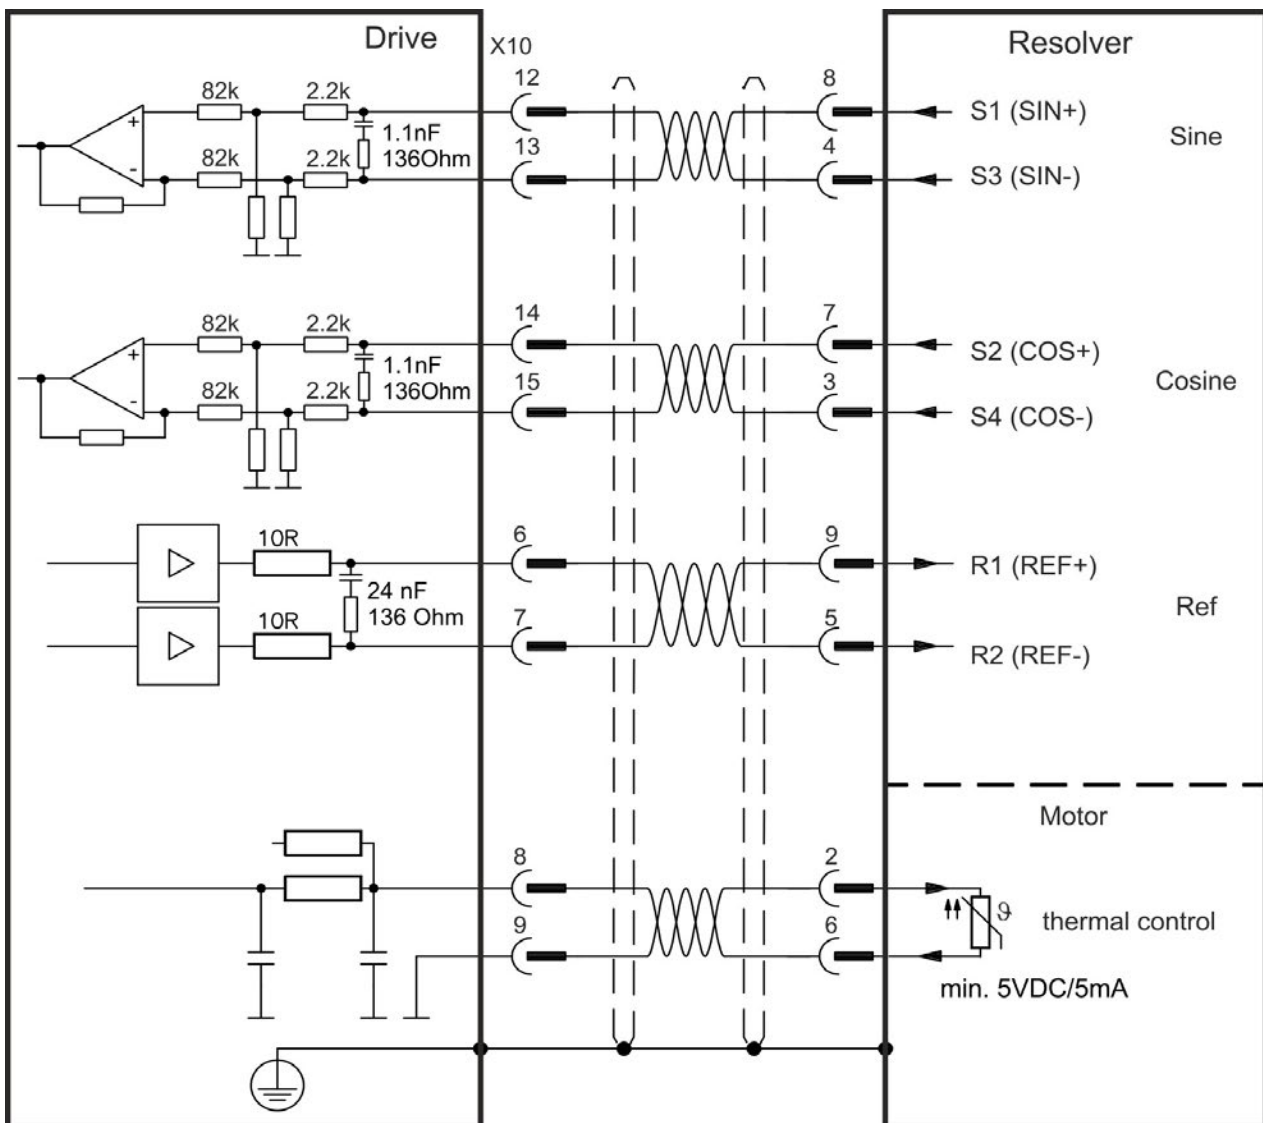 Drive
X10
Resolver
12
8
82k
2.2k
S1 (SIN+)
+
1.1nF
Sine
136Ohm
13
4
82k
2.2k
-
S3 (SIN-)
14
7
82k
2.2k
S2 (COS+)
+
1.1nF
136Ohm
Cosine
15
3
82k
2.2k
-
S4 (COS-)
6
9
10R
R1 (REF+)
24 nF
136 Ohm
Ref
7
5
10R
R2 (REF-)
Motor
8
2
ϑ
thermal control
9
6
min. 5VDC/5mA